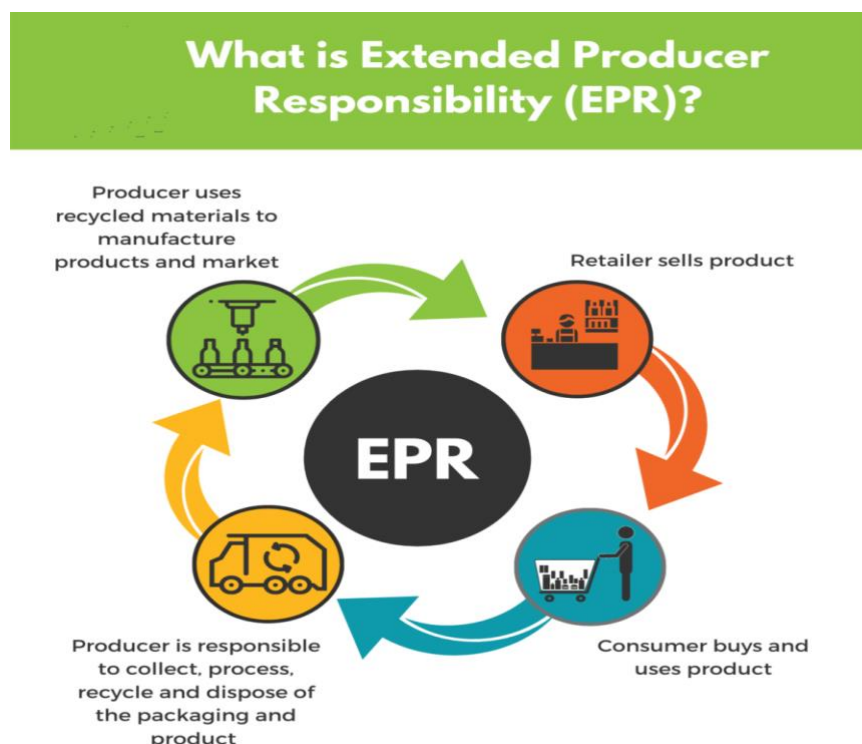 What is Extended Producer
Responsibility (EPR)?
Producer uses
recycled materials to
manufacture
products and market
Retailer sells product
EPR
Producer is responsible
to collect, process,
recycle and dispose of
the packaging and
product
Consumer buys and
uses product